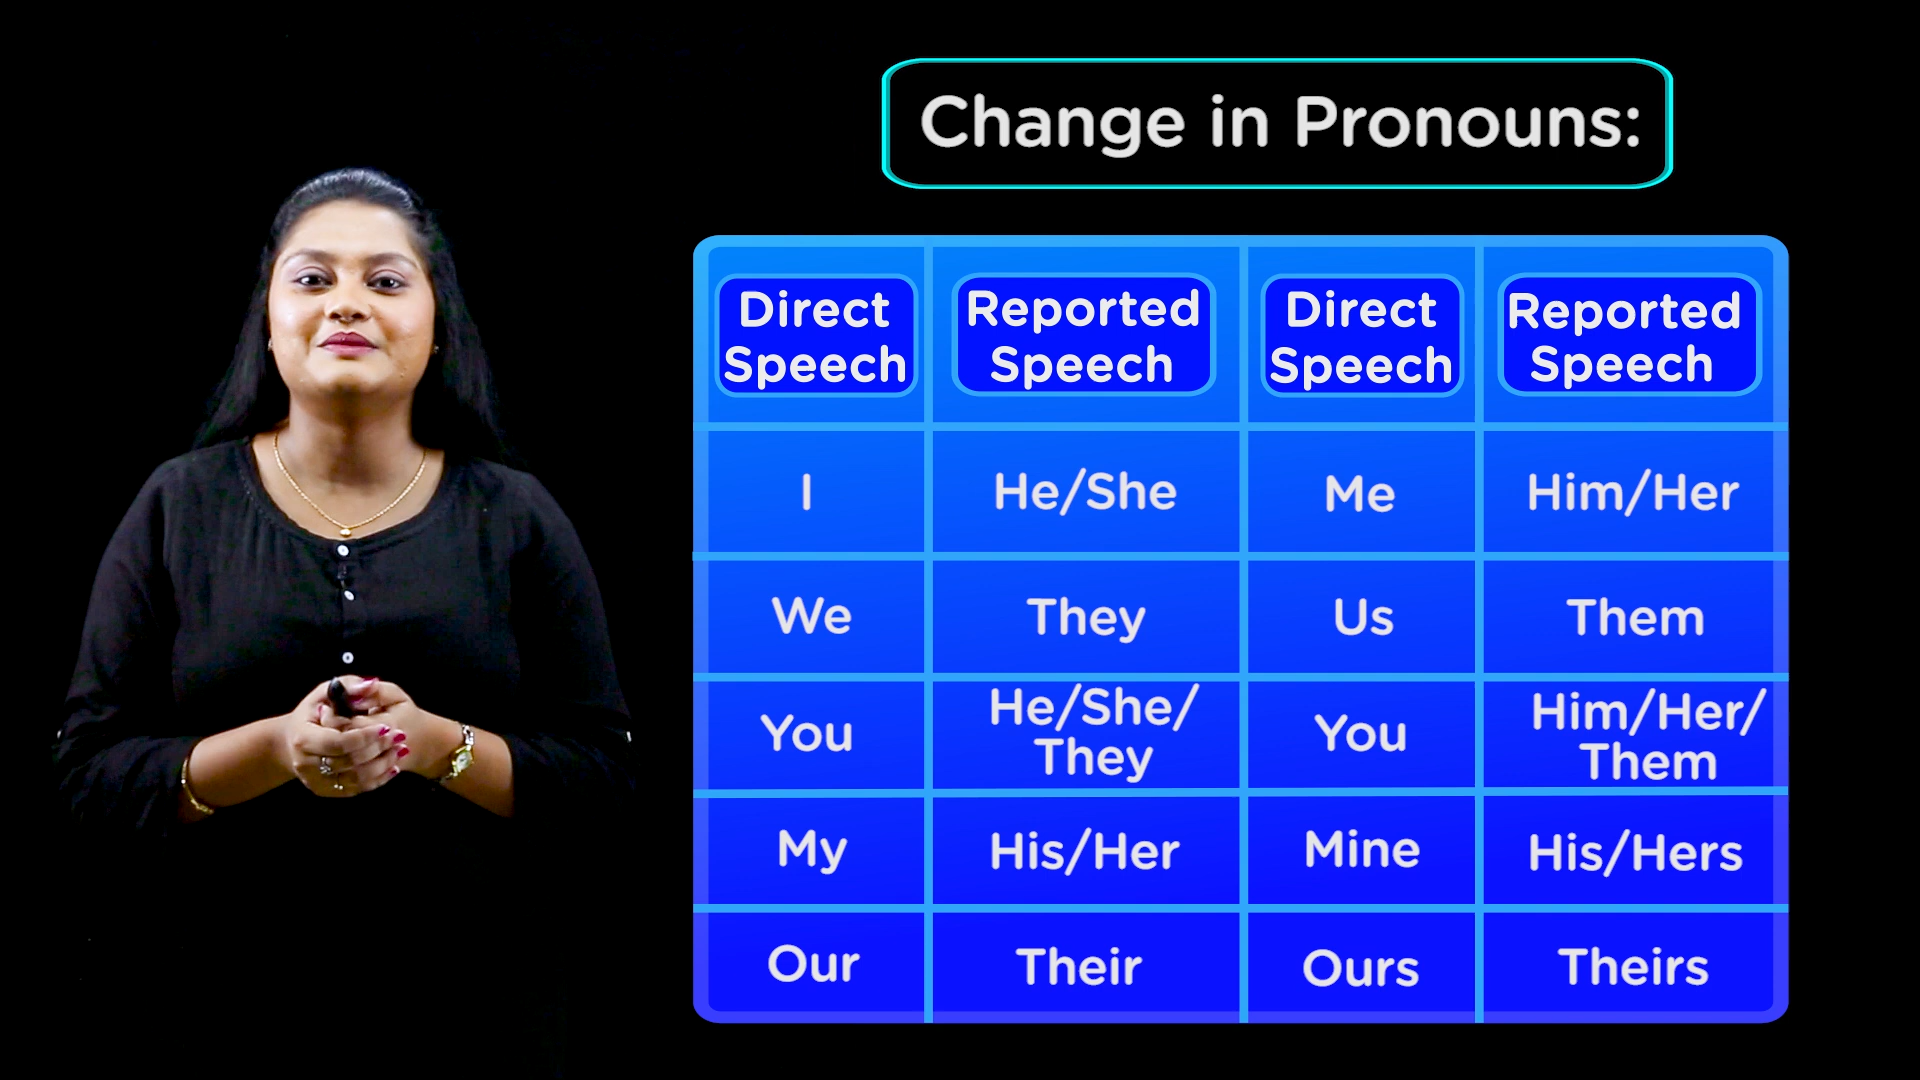 Change in Pronouns:
Direct Speech Reported Speech Direct Speech Reported Speech
I He/She Me Him/Her
We They Us Them
You He/She/They You Him/Her/Them
My His/Her Mine His/Hers
Our Their Ours Theirs